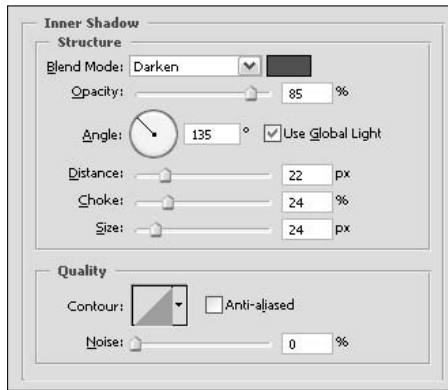 Inner Shadow
Structure
Blend Mode: Darken
Opacity: 85 %
Angle: 135 ° Use Global Light
Distance: 22 px
Choke: 24 %
Size: 24 px
Quality
Contour: Anti-aliased
Noise: 0 %